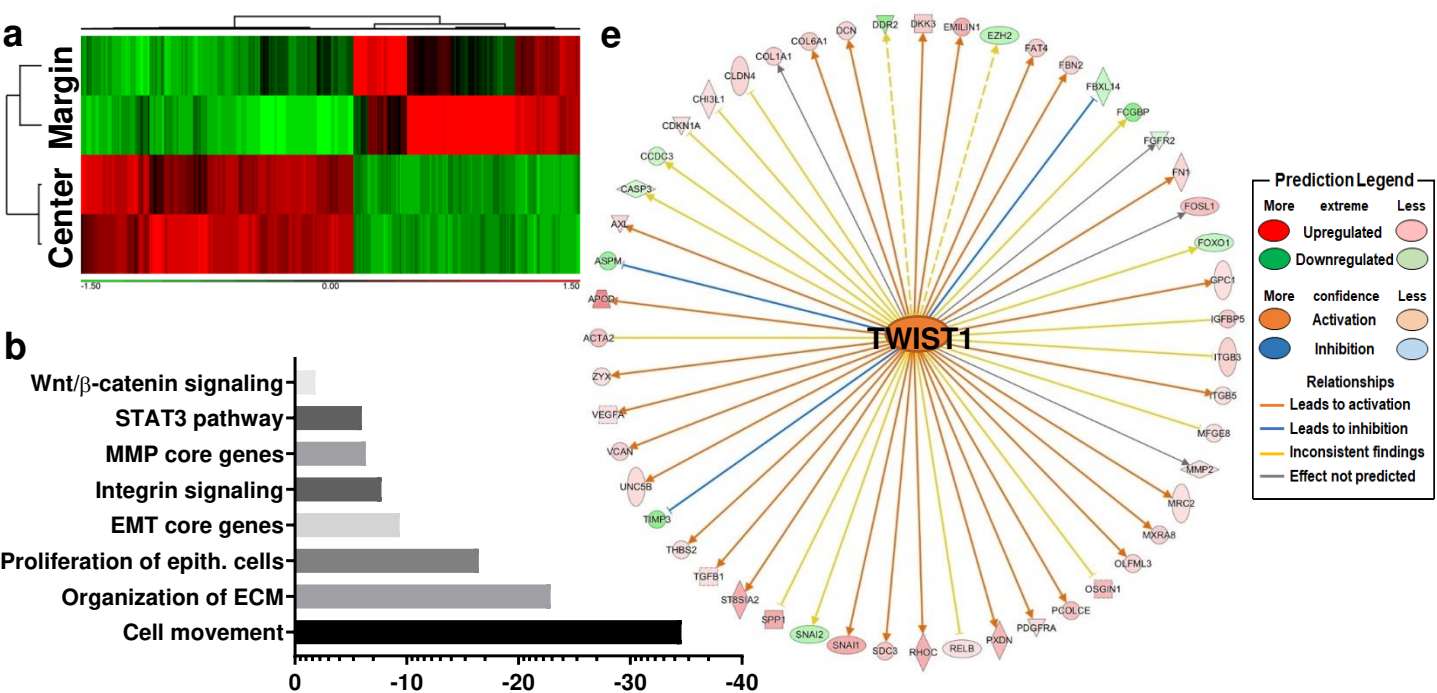 a
Margin
Center
-1.50
0.00
1.50
b
Wnt/β-catenin signaling
STAT3 pathway
MMP core genes
Integrin signaling
EMT core genes
Proliferation of epith. cells
Organization of ECM
Cell movement
0
-10
-20
-30
-40
e
TWIST1
DDR2
DKK3
EMILIN1
EZH2
FAT4
FBN2
FBXL14
FCGBP
FGFR2
FN1
FOSL1
FOXO1
GPC1
IGFBP5
ITGB3
ITGB5
MFGE8
MMP2
MRC2
MXRA8
OLFML3
OSGIN1
PCOLCE
PDGFRA
PXDN
RELB
RHOC
SDC3
SNAI1
SNAI2
SPP1
ST8SIA2
TGFB1
THBS2
TIMP3
UNC5B
VCAN
VEGFA
ZYX
ACTA2
APOD
ASPM
AXL
CASP3
CCDC3
CDKN1A
CHI3L1
CLDN4
COL1A1
COL6A1
DCN
Prediction Legend
More extreme Less
Upregulated
Downregulated
More confidence Less
Activation
Inhibition
Relationships
Leads to activation
Leads to inhibition
Inconsistent findings
Effect not predicted